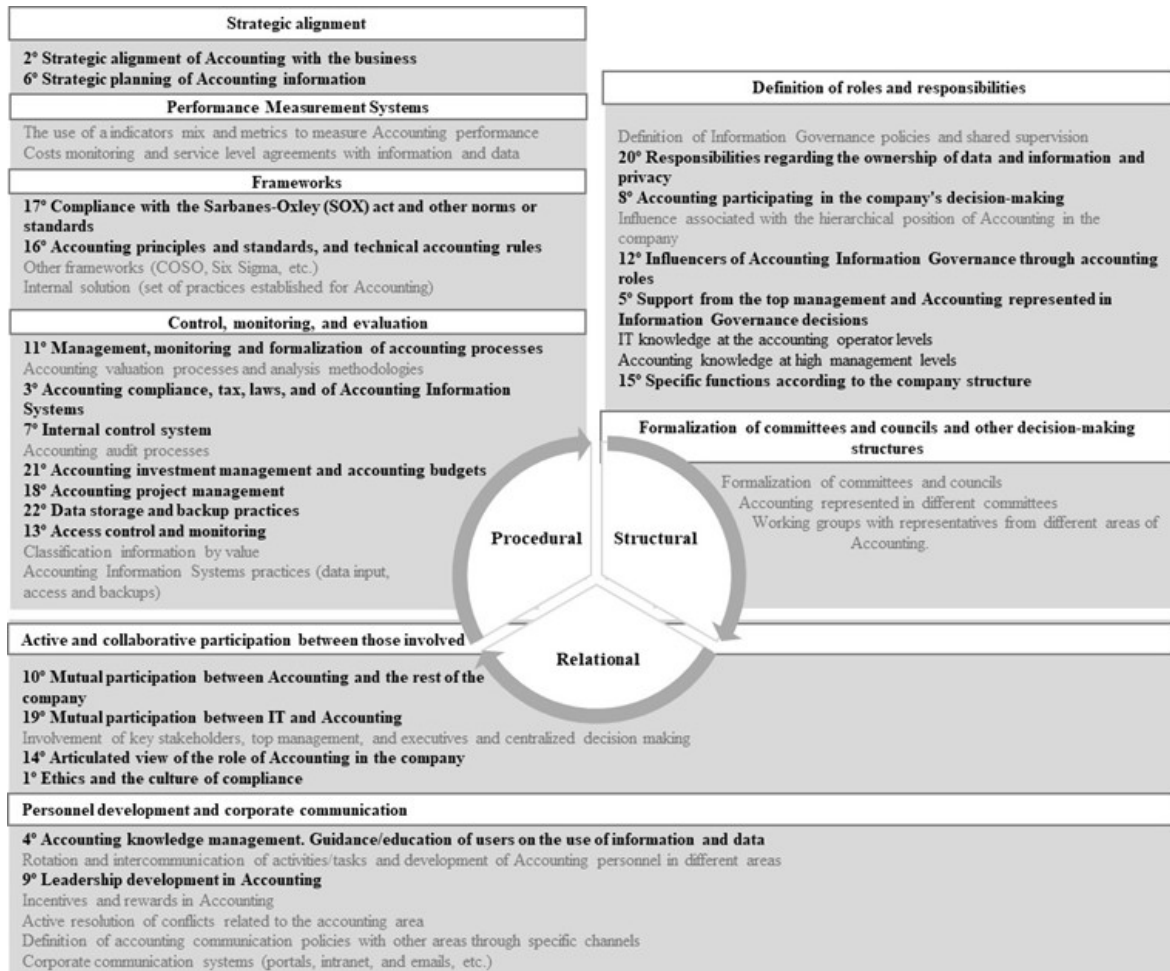 Strategic alignment
2º Strategic alignment of Accounting with the business
6º Strategic planning of Accounting information
Performance Measurement Systems
The use of a indicators mix and metrics to measure Accounting performance
Costs monitoring and service level agreements with information and data
Frameworks
17º Compliance with the Sarbanes-Oxley (SOX) act and other norms or
standards
16º Accounting principles and standards, and technical accounting rules
Other frameworks (COSO, Six Sigma, etc.)
Internal solution (set of practices established for Accounting)
Control, monitoring, and evaluation
11º Management, monitoring and formalization of accounting processes
Accounting valuation processes and analysis methodologies
3º Accounting compliance, tax, laws, and of Accounting Information
Systems
7º Internal control system
Accounting audit processes
21º Accounting investment management and accounting budgets
18º Accounting project management
22º Data storage and backup practices
13º Access control and monitoring
Classification information by value
Accounting Information Systems practices (data input,
access and backups)
Definition of roles and responsibilities
Definition of Information Governance policies and shared supervision
20º Responsibilities regarding the ownership of data and information and
privacy
8º Accounting participating in the company's decision-making
Influence associated with the hierarchical position of Accounting in the
company
12º Influencers of Accounting Information Governance through accounting
roles
5º Support from the top management and Accounting represented in
Information Governance decisions
IT knowledge at the accounting operator levels
Accounting knowledge at high management levels
15º Specific functions according to the company structure
Formalization of committees and councils and other decision-making
structures
Formalization of committees and councils
Accounting represented in different committees
Working groups with representatives from different areas of
Accounting.
Procedural
Structural
Relational
Active and collaborative participation between those involved
10º Mutual participation between Accounting and the rest of the
company
19º Mutual participation between IT and Accounting
Involvement of key stakeholders, top management, and executives and centralized decision making
14º Articulated view of the role of Accounting in the company
1º Ethics and the culture of compliance
Personnel development and corporate communication
4º Accounting knowledge management. Guidance/education of users on the use of information and data
Rotation and intercommunication of activities/tasks and development of Accounting personnel in different areas
9º Leadership development in Accounting
Incentives and rewards in Accounting
Active resolution of conflicts related to the accounting area
Definition of accounting communication policies with other areas through specific channels
Corporate communication systems (portals, intranet, and emails, etc.)